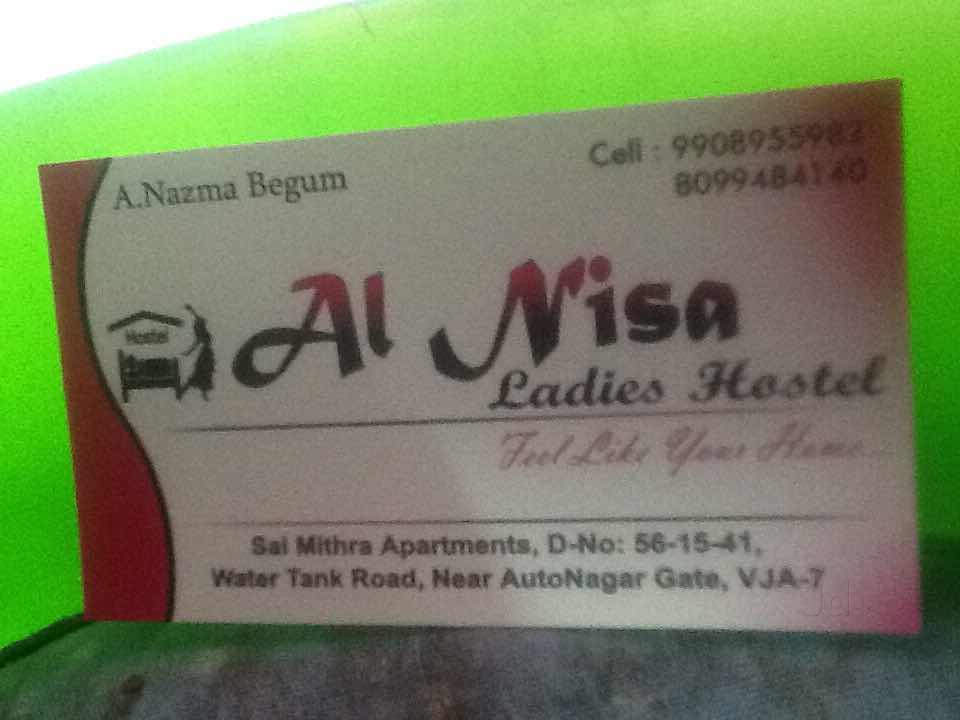 A.Nazma Begum
Cell : 9908955982
8099484140
Hostel
Al Nisa
Ladies Hostel
Feel Like Your Home...
Sai Mithra Apartments, D-No: 56-15-41,
Water Tank Road, Near AutoNagar Gate, VJA-7